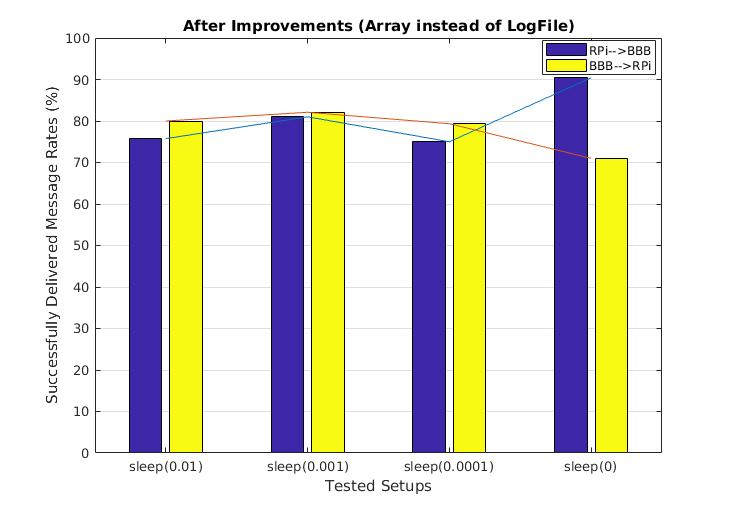 After Improvements (Array instead of LogFile)
RPi-->BBB
BBB-->RPi
Successfully Delivered Message Rates (%)
100
90
80
70
60
50
40
30
20
10
0
sleep(0.01) sleep(0.001) sleep(0.0001) sleep(0)
Tested Setups